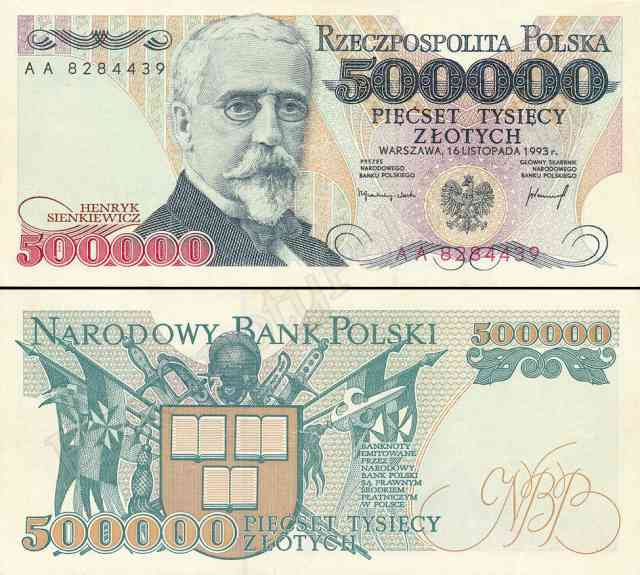 RZECZPOSPOLITA POLSKA
AA 8284439
500000
PIĘĆSET TYSIĘCY
ZŁOTYCH
WARSZAWA, 16 LISTOPADA 1993 r.
PREZES
NARODOWEGO
BANKU POLSKIEGO
GŁÓWNY SKARBNIK
NARODOWEGO
BANKU POLSKIEGO
HENRYK
SIENKIEWICZ
500000
AA 8284439
NARODOWY BANK POLSKI
500000
BANKNOTY
EMITOWANE
PRZEZ
NARODOWY
BANK POLSKI
SĄ PRAWNYM
ŚRODKIEM
PŁATNICZYM
W POLSCE
NBP
500000
PIĘĆSET TYSIĘCY
ZŁOTYCH